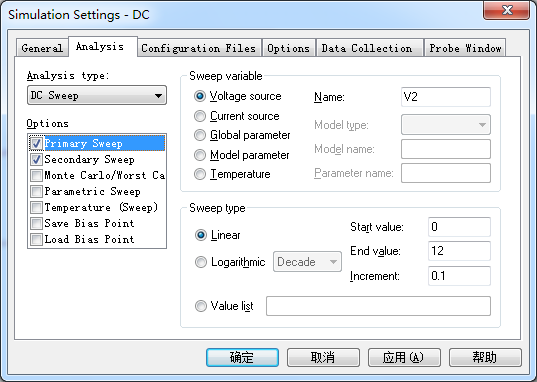 Simulation Settings - DC
General Analysis Configuration Files Options Data Collection Probe Window
Analysis type:
DC Sweep
Options
Primary Sweep
Secondary Sweep
Monte Carlo/Worst Ca
Parametric Sweep
Temperature (Sweep)
Save Bias Point
Load Bias Point
Sweep variable
Voltage source
Current source
Global parameter
Model parameter
Temperature
Name: V2
Model type:
Model name:
Parameter name:
Sweep type
Linear
Logarithmic Decade
Start value: 0
End value: 12
Increment: 0.1
Value list
确定 取消 应用(A) 帮助